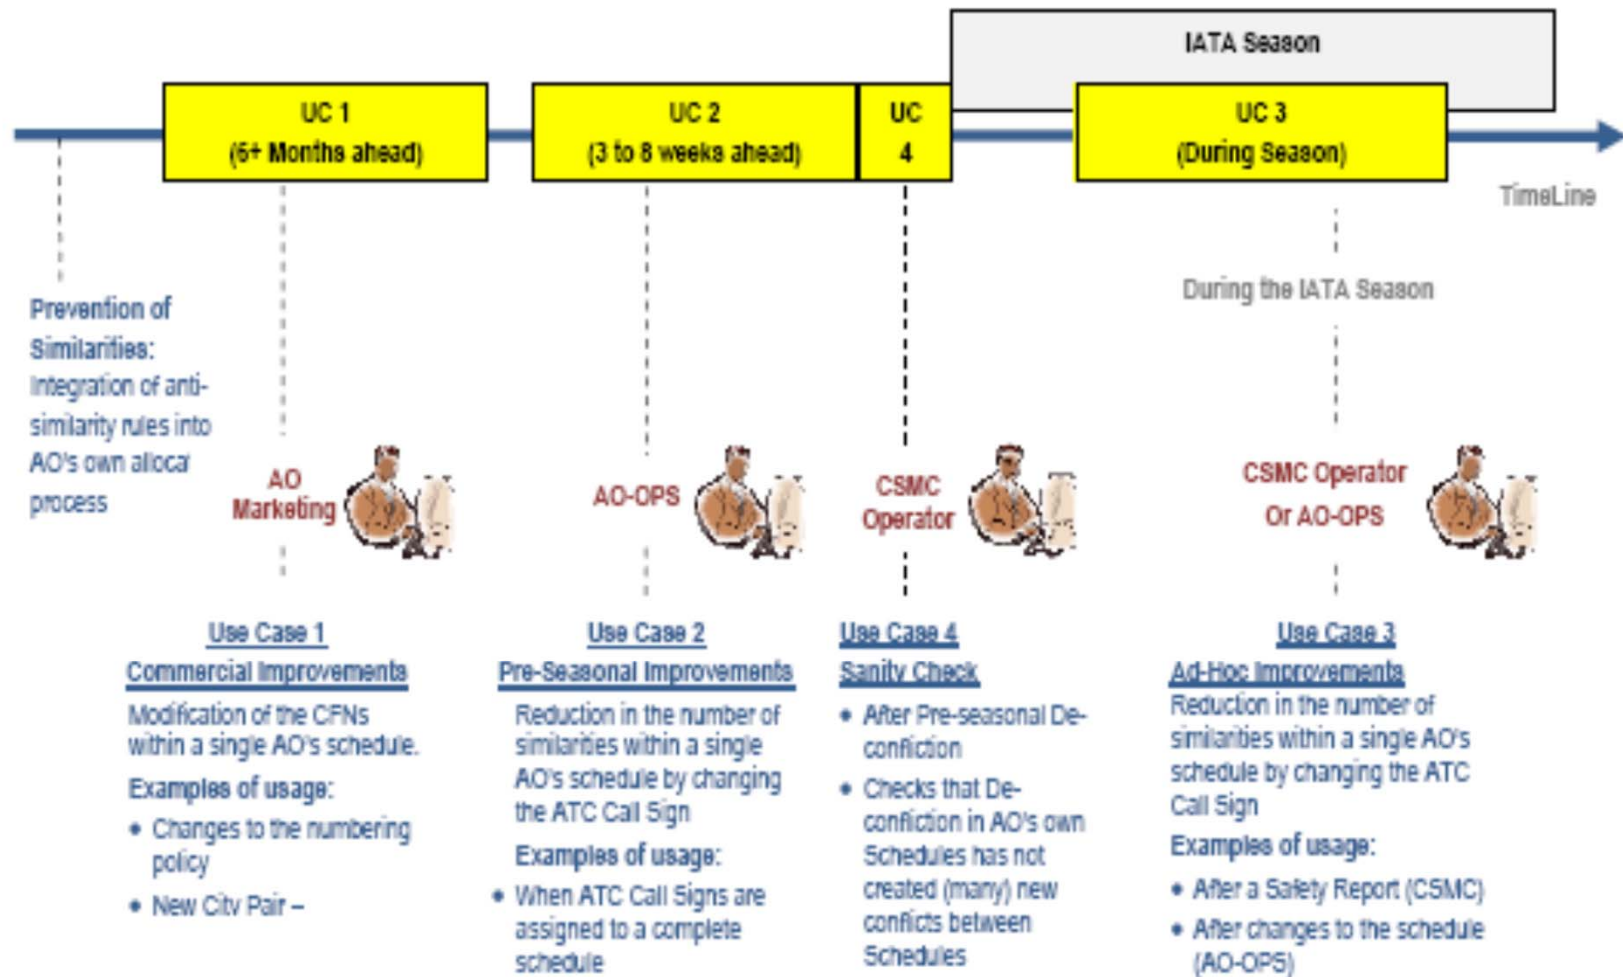 IATA Season
UC 1
(6+ Months ahead)
UC 2
(3 to 8 weeks ahead)
UC
4
UC 3
(During Season)
TimeLine
During the IATA Season
Prevention of
Similarities:
Integration of anti-
similarity rules into
AO's own allocat
process
AO
Marketing
AO-OPS
CSMC
Operator
CSMC Operator
Or AO-OPS
Use Case 1
Commercial Improvements
Modification of the CFNs
within a single AO's schedule.
Examples of usage:
• Changes to the numbering
policy
• New City Pair –
Use Case 2
Pre-Seasonal Improvements
Reduction in the number of
similarities within a single
AO's schedule by changing
the ATC Call Sign
Examples of usage:
• When ATC Call Signs are
assigned to a complete
schedule
Use Case 4
Sanity Check
• After Pre-seasonal De-
confliction
• Checks that De-
confliction in AO's own
Schedules has not
created (many) new
conflicts between
Schedules
Use Case 3
Ad-Hoc Improvements
Reduction in the number of
similarities within a single AO's
schedule by changing the ATC
Call Sign
Examples of usage:
• After a Safety Report (CSMC)
• After changes to the schedule
(AO-OPS)